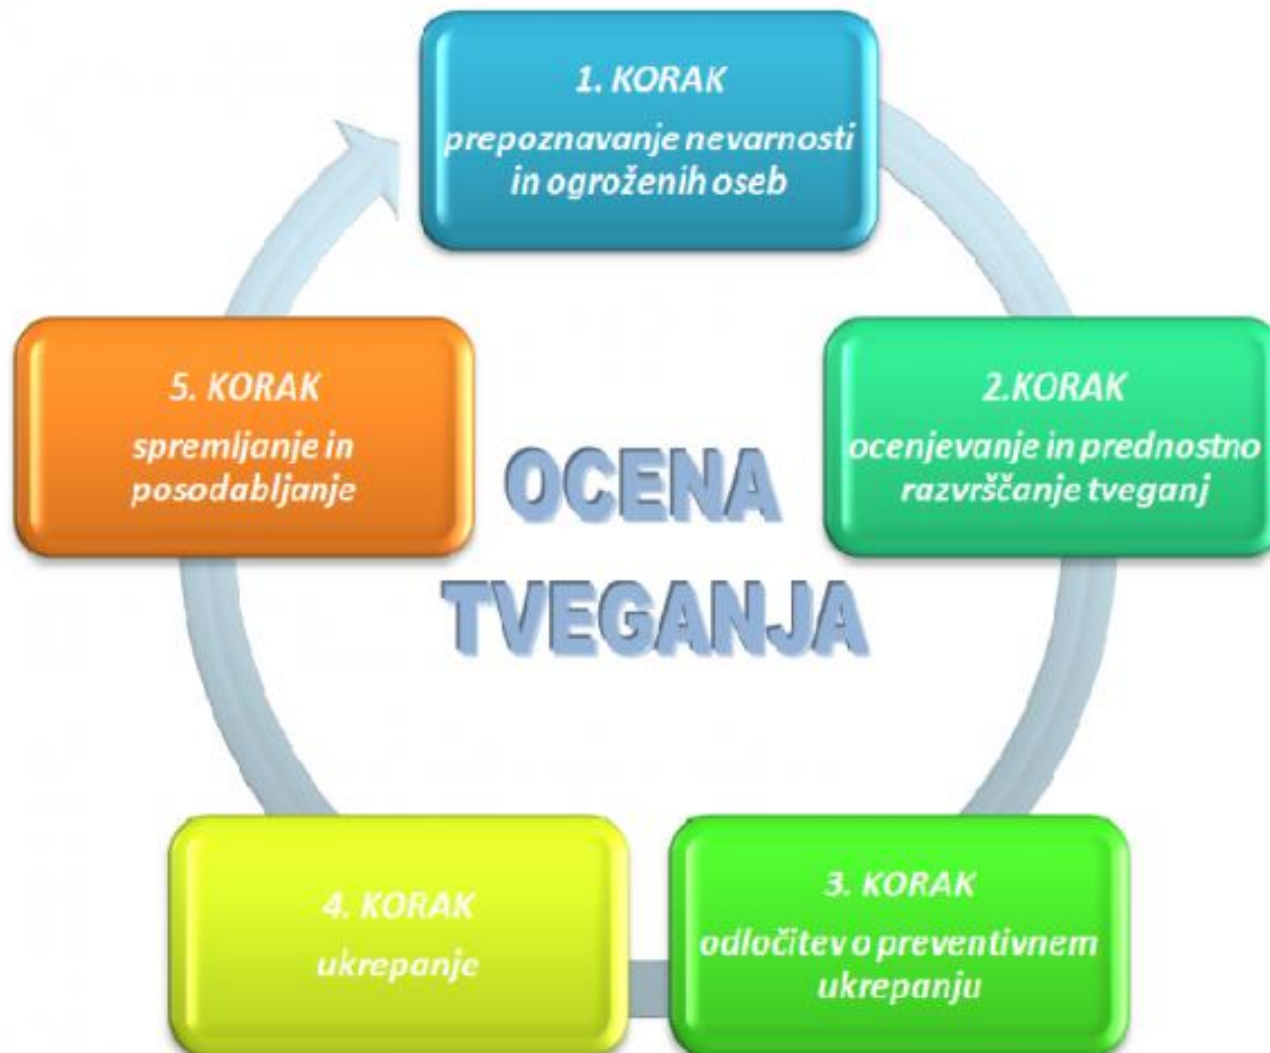 1. KORAK
prepoznavanje nevarnosti
in ogroženih oseb
2.KORAK
ocenjevanje in prednostno
razvrščanje tveganj
3. KORAK
odločitev o preventivnem
ukrepanju
4. KORAK
ukrepanje
5. KORAK
spremljanje in
posodabljanje
OCENA
TVEGANJA